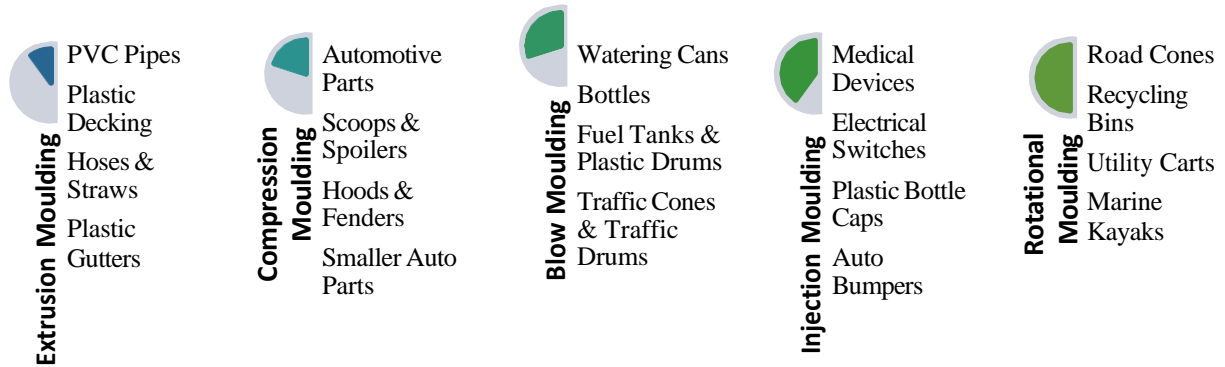 Extrusion Moulding
PVC Pipes
Plastic
Decking
Hoses &
Straws
Plastic
Gutters
Compression
Moulding
Automotive
Parts
Scoops &
Spoilers
Hoods &
Fenders
Smaller Auto
Parts
Blow Moulding
Watering Cans
Bottles
Fuel Tanks &
Plastic Drums
Traffic Cones
& Traffic
Drums
Injection Moulding
Medical
Devices
Electrical
Switches
Plastic Bottle
Caps
Auto
Bumpers
Rotational
Moulding
Road Cones
Recycling
Bins
Utility Carts
Marine
Kayaks